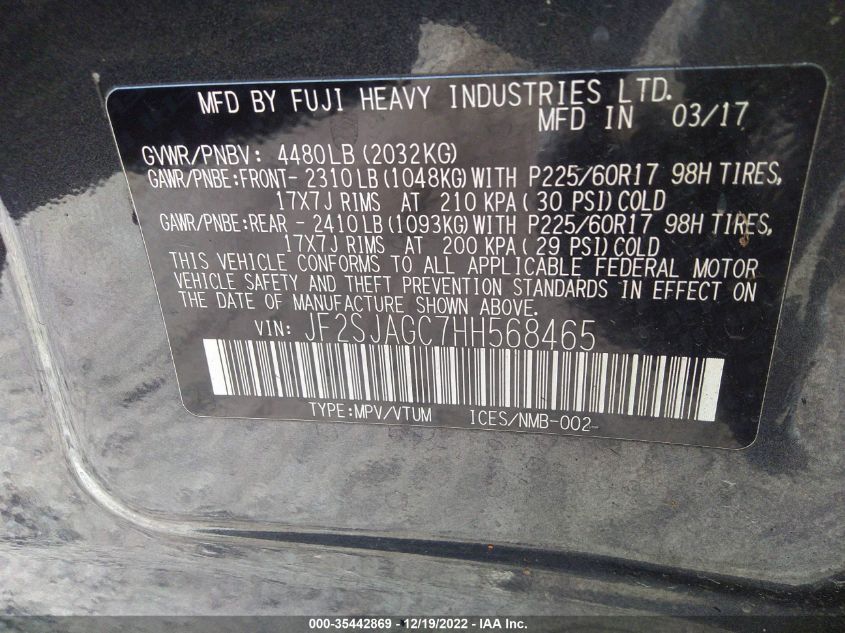 MFD BY FUJI HEAVY INDUSTRIES LTD.
MFD IN 03/17
GVWR/PNBV: 4480LB(2032KG)
GAWR/PNBE:FRONT- 2310LB(1048KG)WITH P225/60R17 98H TIRES,
17X7J RIMS AT 210 KPA( 30 PSI)COLD
GAWR/PNBE:REAR - 2410LB(1093KG)WITH P225/60R17 98H TIRES,
17X7J RIMS AT 200 KPA( 29 PSI)COLD
THIS VEHICLE CONFORMS TO ALL APPLICABLE FEDERAL MOTOR
VEHICLE SAFETY AND THEFT PREVENTION STANDARDS IN EFFECT ON
THE DATE OF MANUFACTURE SHOWN ABOVE.
VIN: JF2SJAGC7HH568465
TYPE:MPV/VTUM ICES/NMB-002
000-35442869 - 12/19/2022 - IAA Inc.